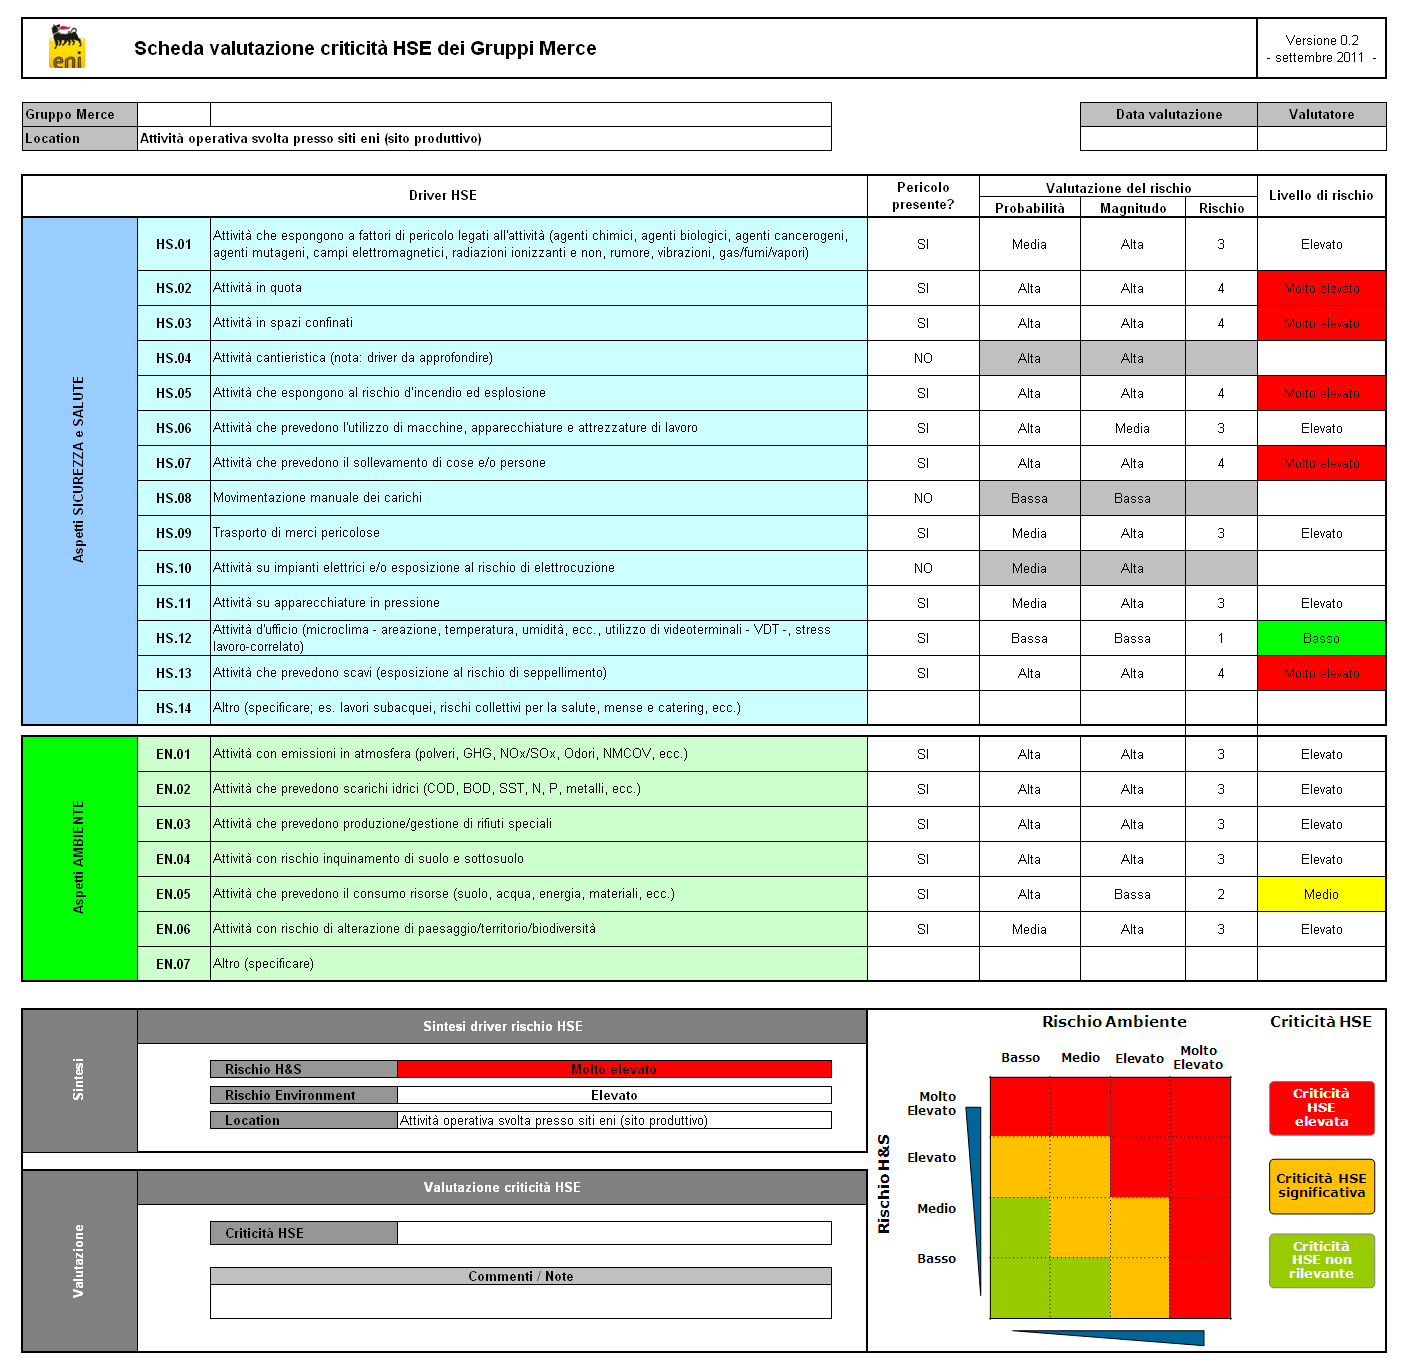 eni
Scheda valutazione criticità HSE dei Gruppi Merce
Versione 0.2
- settembre 2011 -
Gruppo Merce
Data valutazione Valutatore
Location Attività operativa svolta presso siti eni (sito produttivo)
Driver HSE
Pericolo
presente?
Valutazione del rischio
Probabilità Magnitudo Rischio
Livello di rischio
Aspetti SICUREZZA e SALUTE
HS.01 Attività che espongono a fattori di pericolo legati all'attività (agenti chimici, agenti biologici, agenti cancerogeni,
agenti mutageni, campi elettromagnetici, radiazioni ionizzanti e non, rumore, vibrazioni, gas/fumi/vapori) SI Media Alta 3 Elevato
HS.02 Attività in quota SI Alta Alta 4 Molto elevato
HS.03 Attività in spazi confinati SI Alta Alta 4 Molto elevato
HS.04 Attività cantieristica (nota: driver da approfondire) NO Alta Alta
HS.05 Attività che espongono al rischio d'incendio ed esplosione SI Alta Alta 4 Molto elevato
HS.06 Attività che prevedono l'utilizzo di macchine, apparecchiature e attrezzature di lavoro SI Alta Media 3 Elevato
HS.07 Attività che prevedono il sollevamento di cose e/o persone SI Alta Alta 4 Molto elevato
HS.08 Movimentazione manuale dei carichi NO Bassa Bassa
HS.09 Trasporto di merci pericolose SI Media Alta 3 Elevato
HS.10 Attività su impianti elettrici e/o esposizione al rischio di elettrocuzione NO Media Alta
HS.11 Attività su apparecchiature in pressione SI Media Alta 3 Elevato
HS.12 Attività d'ufficio (microclima - areazione, temperatura, umidità, ecc., utilizzo di videoterminali - VDT -, stress
lavoro-correlato) SI Bassa Bassa 1 Basso
HS.13 Attività che prevedono scavi (esposizione al rischio di seppellimento) SI Alta Alta 4 Molto elevato
HS.14 Altro (specificare; es. lavori subacquei, rischi collettivi per la salute, mense e catering, ecc.)
Aspetti AMBIENTE
EN.01 Attività con emissioni in atmosfera (polveri, GHG, NOx/SOx, Odori, NMCOV, ecc.) SI Alta Alta 3 Elevato
EN.02 Attività che prevedono scarichi idrici (COD, BOD, SST, N, P, metalli, ecc.) SI Alta Alta 3 Elevato
EN.03 Attività che prevedono produzione/gestione di rifiuti speciali SI Alta Alta 3 Elevato
EN.04 Attività con rischio inquinamento di suolo e sottosuolo SI Alta Alta 3 Elevato
EN.05 Attività che prevedono il consumo risorse (suolo, acqua, energia, materiali, ecc.) SI Alta Bassa 2 Medio
EN.06 Attività con rischio di alterazione di paesaggio/territorio/biodiversità SI Media Alta 3 Elevato
EN.07 Altro (specificare)
Sintesi
Sintesi driver rischio HSE
Rischio H&S Molto elevato
Rischio Environment Elevato
Location Attività operativa svolta presso siti eni (sito produttivo)
Valutazione
Valutazione criticità HSE
Criticità HSE
Commenti / Note
Rischio Ambiente
Basso Medio Elevato Molto
Elevato
Rischio H&S
Molto
Elevato
Elevato
Medio
Basso
Criticità HSE
Criticità
HSE
elevata
Criticità HSE
significativa
Criticità
HSE non
rilevante